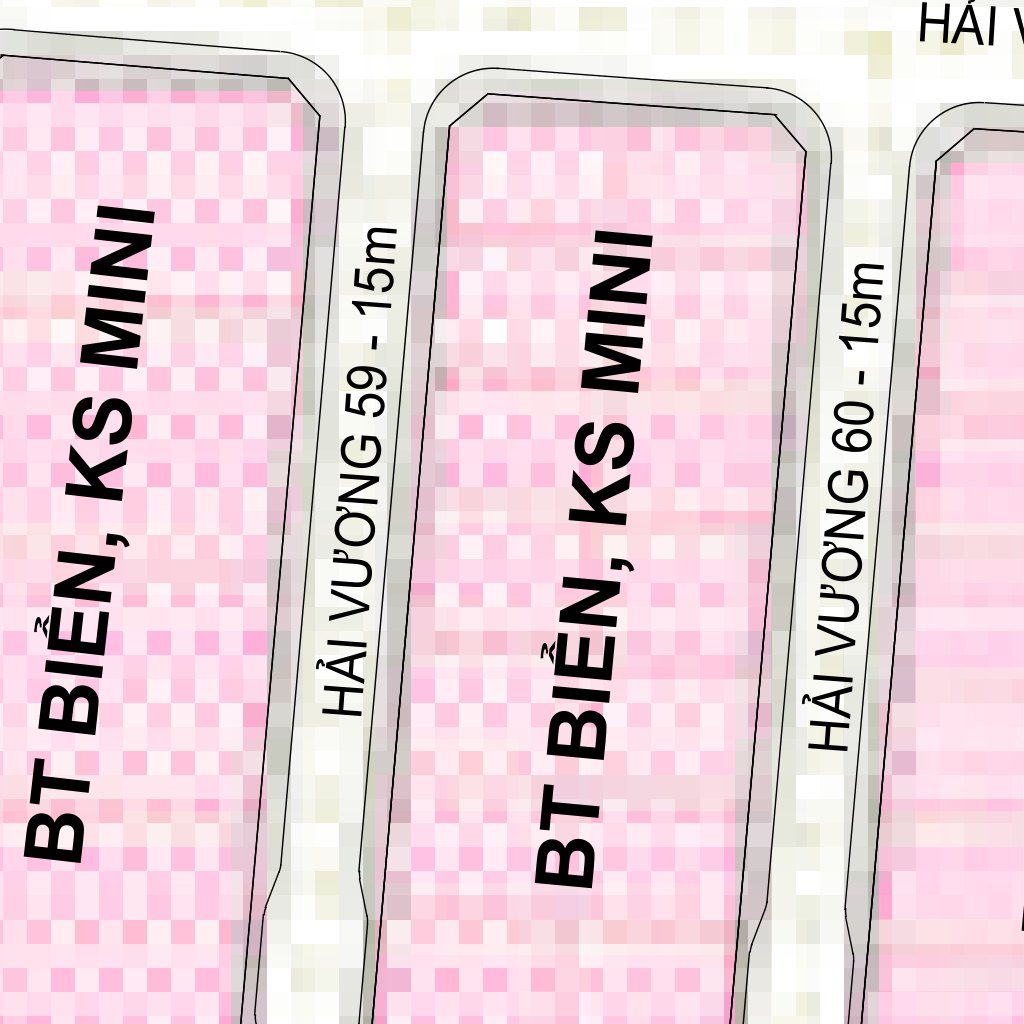 HẢI
BT BIỂN, KS MINI
HẢI VƯƠNG 59 - 15m
BT BIỂN, KS MINI
HẢI VƯƠNG 60 - 15m